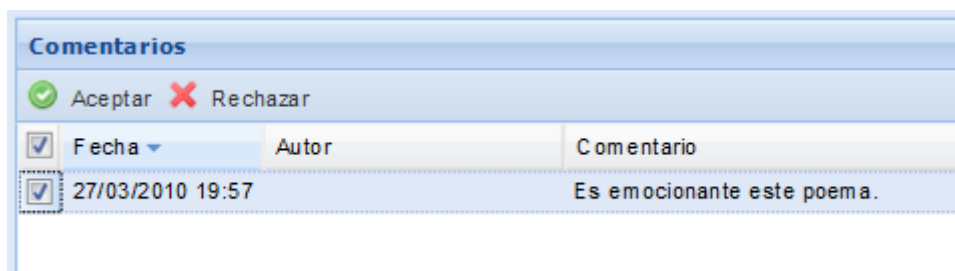 Comentarios
Aceptar Rechazar
Fecha Autor Comentario
27/03/2010 19:57 Es emocionante este poema.